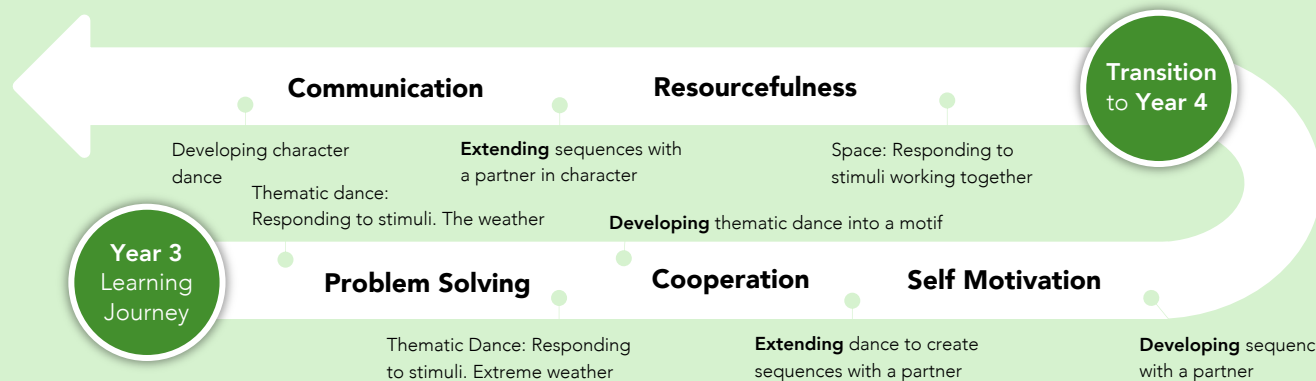 Communication
Resourcefulness
Transition
to Year 4
Developing character
dance
Extending sequences with
a partner in character
Space: Responding to
stimuli working together
Thematic dance:
Responding to stimuli. The weather
Developing thematic dance into a motif
Year 3
Learning
Journey
Problem Solving
Cooperation
Self Motivation
Thematic Dance: Responding
to stimuli. Extreme weather
Extending dance to create
sequences with a partner
Developing sequenc
with a partner